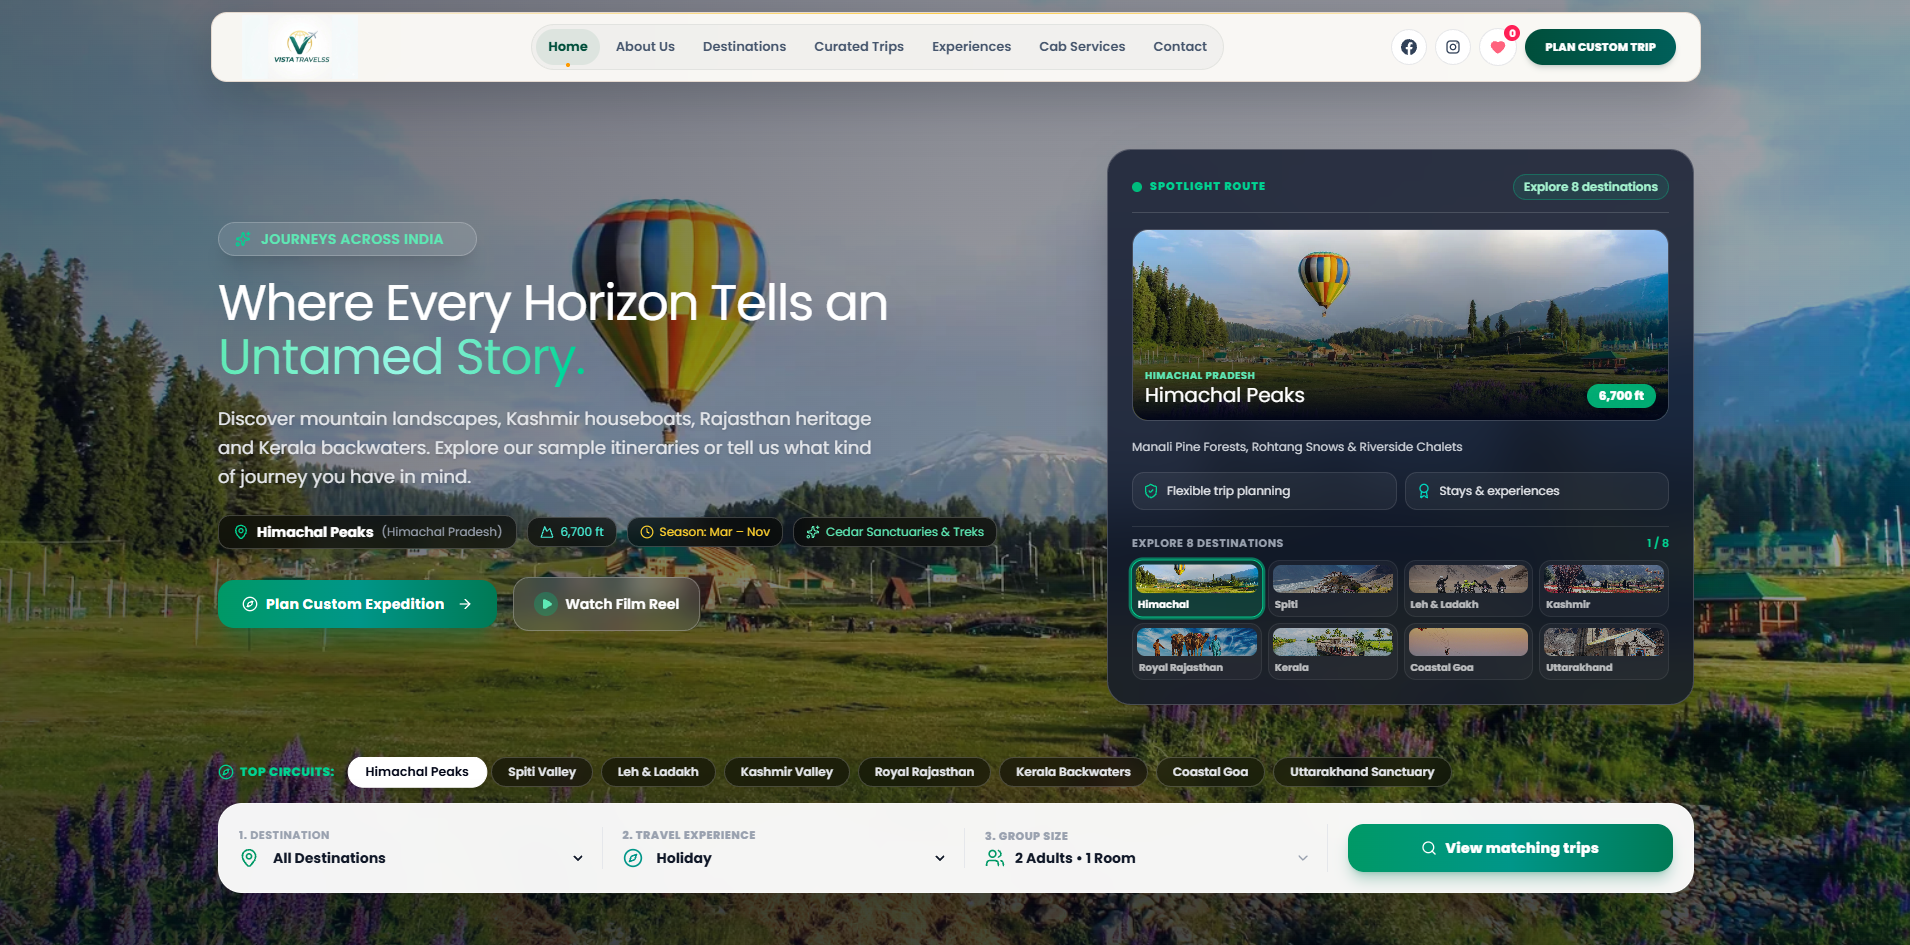 VISTA TRAVELSS
Home
About Us
Destinations
Curated Trips
Experiences
Cab Services
Contact
0
PLAN CUSTOM TRIP
JOURNEYS ACROSS INDIA
Where Every Horizon Tells an
Untamed Story.
Discover mountain landscapes, Kashmir houseboats, Rajasthan heritage
and Kerala backwaters. Explore our sample itineraries or tell us what kind
of journey you have in mind.
Himachal Peaks (Himachal Pradesh)
6,700 ft
Season: Mar – Nov
Cedar Sanctuaries & Treks
Plan Custom Expedition
Watch Film Reel
SPOTLIGHT ROUTE
Explore 8 destinations
HIMACHAL PRADESH
Himachal Peaks
6,700 ft
Manali Pine Forests, Rohtang Snows & Riverside Chalets
Flexible trip planning
Stays & experiences
EXPLORE 8 DESTINATIONS
1 / 8
Himachal
Spiti
Leh & Ladakh
Kashmir
Royal Rajasthan
Kerala
Coastal Goa
Uttarakhand
TOP CIRCUITS:
Himachal Peaks
Spiti Valley
Leh & Ladakh
Kashmir Valley
Royal Rajasthan
Kerala Backwaters
Coastal Goa
Uttarakhand Sanctuary
1. DESTINATION
All Destinations
2. TRAVEL EXPERIENCE
Holiday
3. GROUP SIZE
2 Adults • 1 Room
View matching trips